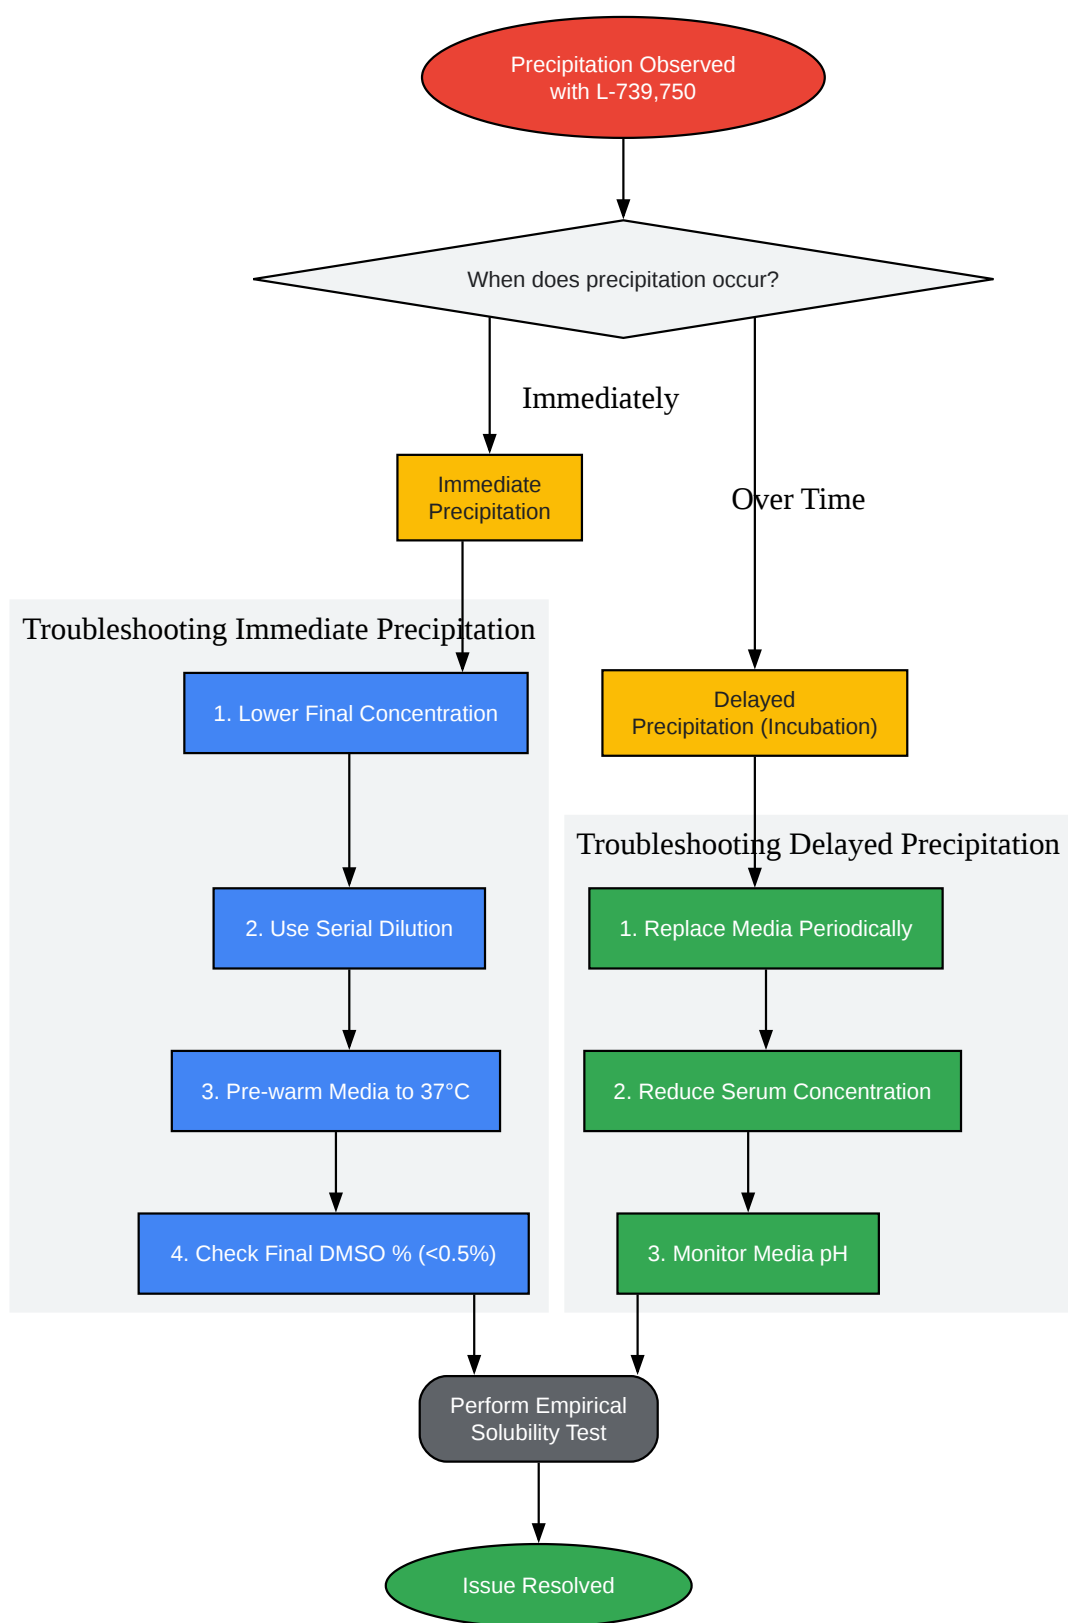 Precipitation Observed
with L-739,750
When does precipitation occur?
Immediately
Immediate
Precipitation
Over Time
Troubleshooting Immediate Precipitation
1. Lower Final Concentration
2. Use Serial Dilution
3. Pre-warm Media to 37°C
4. Check Final DMSO % (<0.5%)
Delayed
Precipitation (Incubation)
Troubleshooting Delayed Precipitation
1. Replace Media Periodically
2. Reduce Serum Concentration
3. Monitor Media pH
Perform Empirical
Solubility Test
Issue Resolved